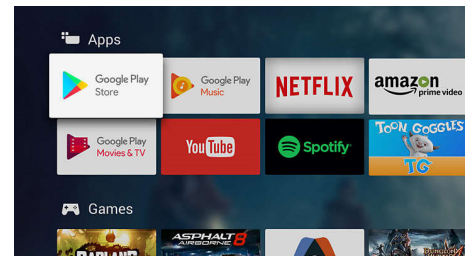 Apps
Google Play
Store
Google Play
Music
NETFLIX
amazon
prime video
Google Play
Movies & TV
YouTube
Spotify
TOON GOGGLES
TG
Games
BADLAND
ASPHALT 8
AIRBORNE